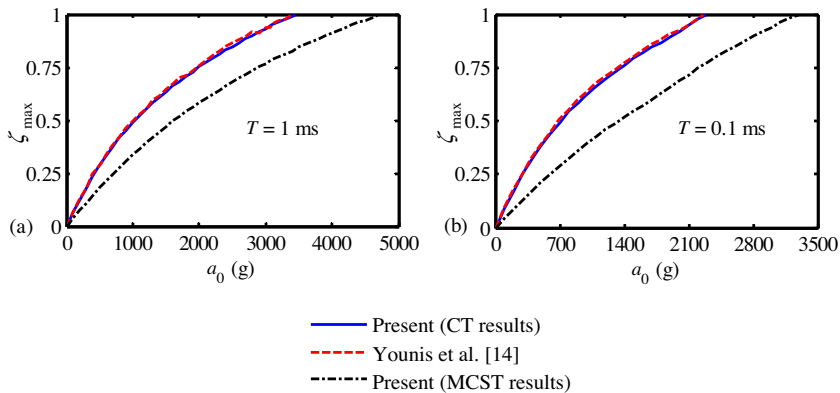 1
0.75
0.5
0.25
0
ζmax
T = 1 ms
(a)
0 1000 2000 3000 4000 5000
a0 (g)
1
0.75
0.5
0.25
0
ζmax
T = 0.1 ms
(b)
0 700 1400 2100 2800 3500
a0 (g)
Present (CT results)
Younis et al. [14]
Present (MCST results)